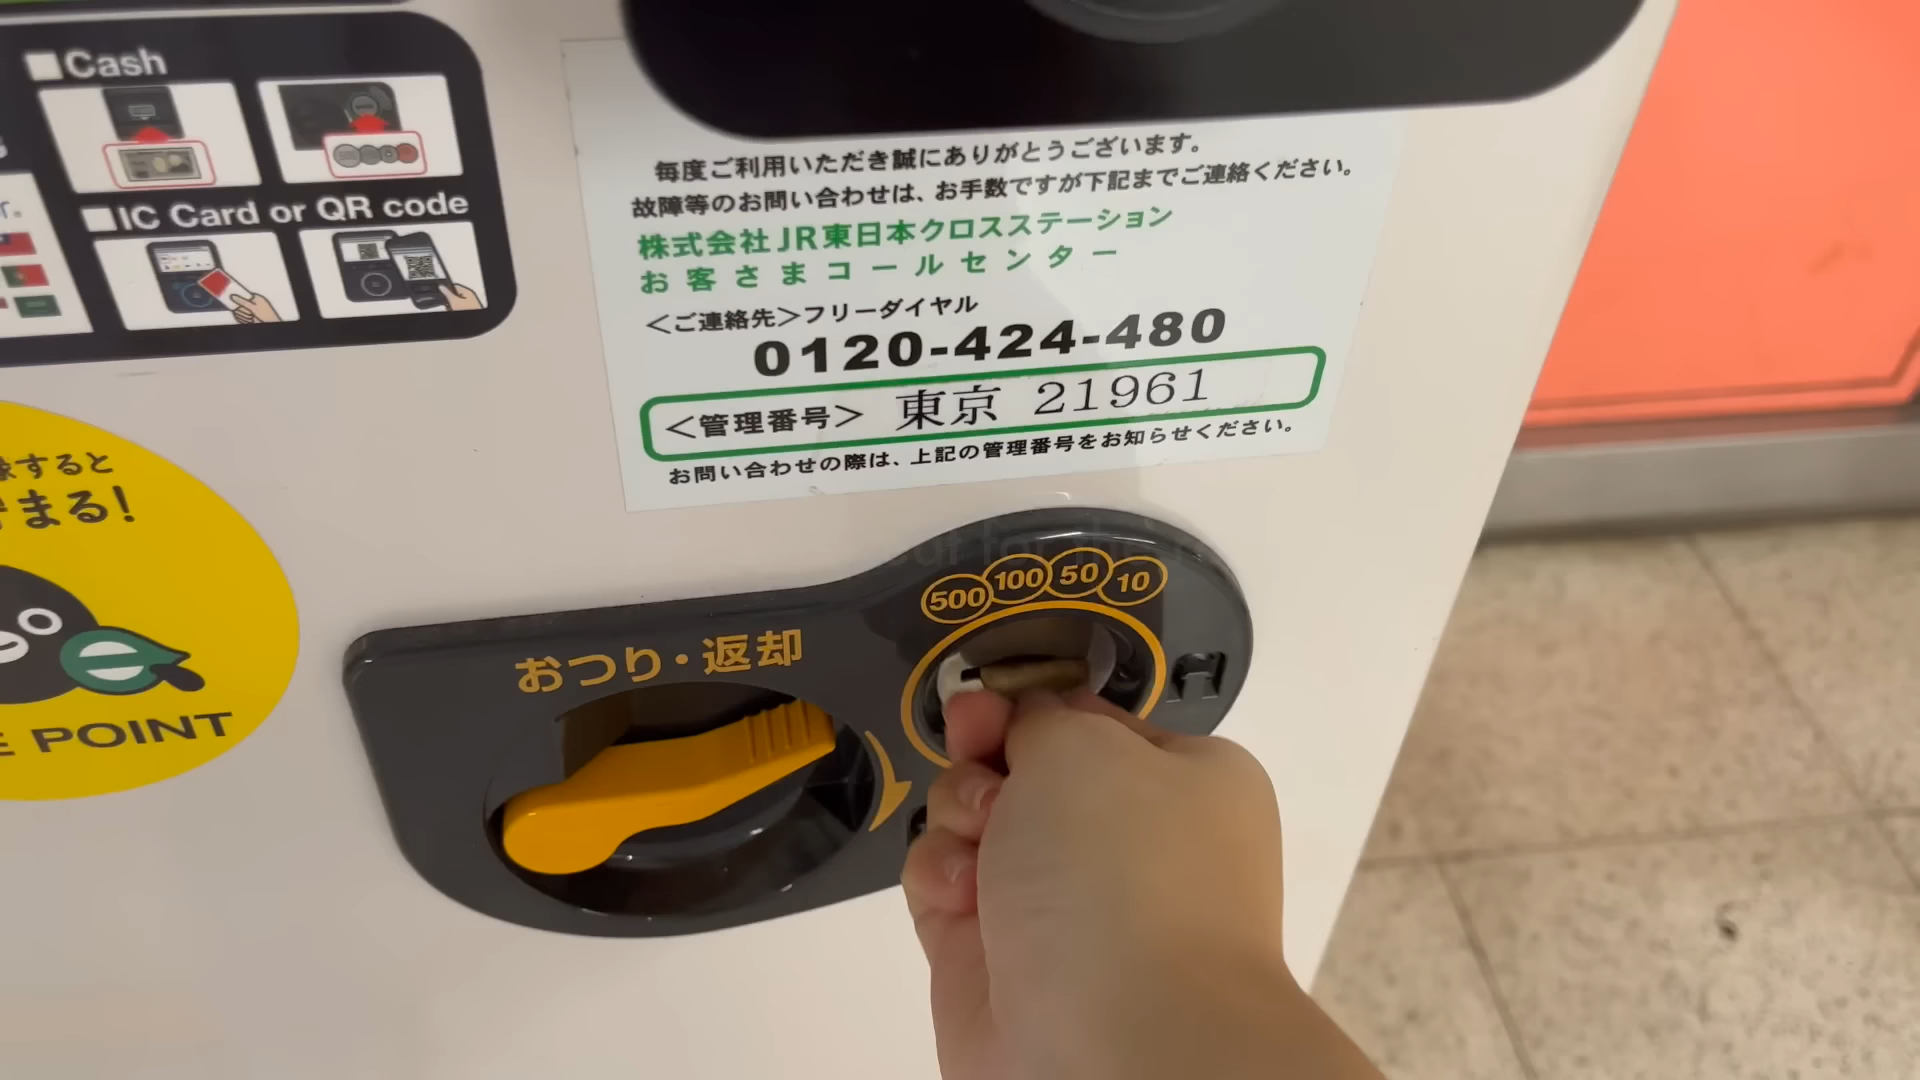 Cash
IC Card or QR code
毎度ご利用いただき誠にありがとうございます。
故障等のお問い合わせは、お手数ですが下記までご連絡ください。
株式会社JR東日本クロスステーション
お客さまコールセンター
<ご連絡先>フリーダイヤル
0120-424-480
<管理番号> 東京 21961
お問い合わせの際は、上記の管理番号をお知らせください。
すると
まる!
POINT
500 100 50 10
おつり・返却